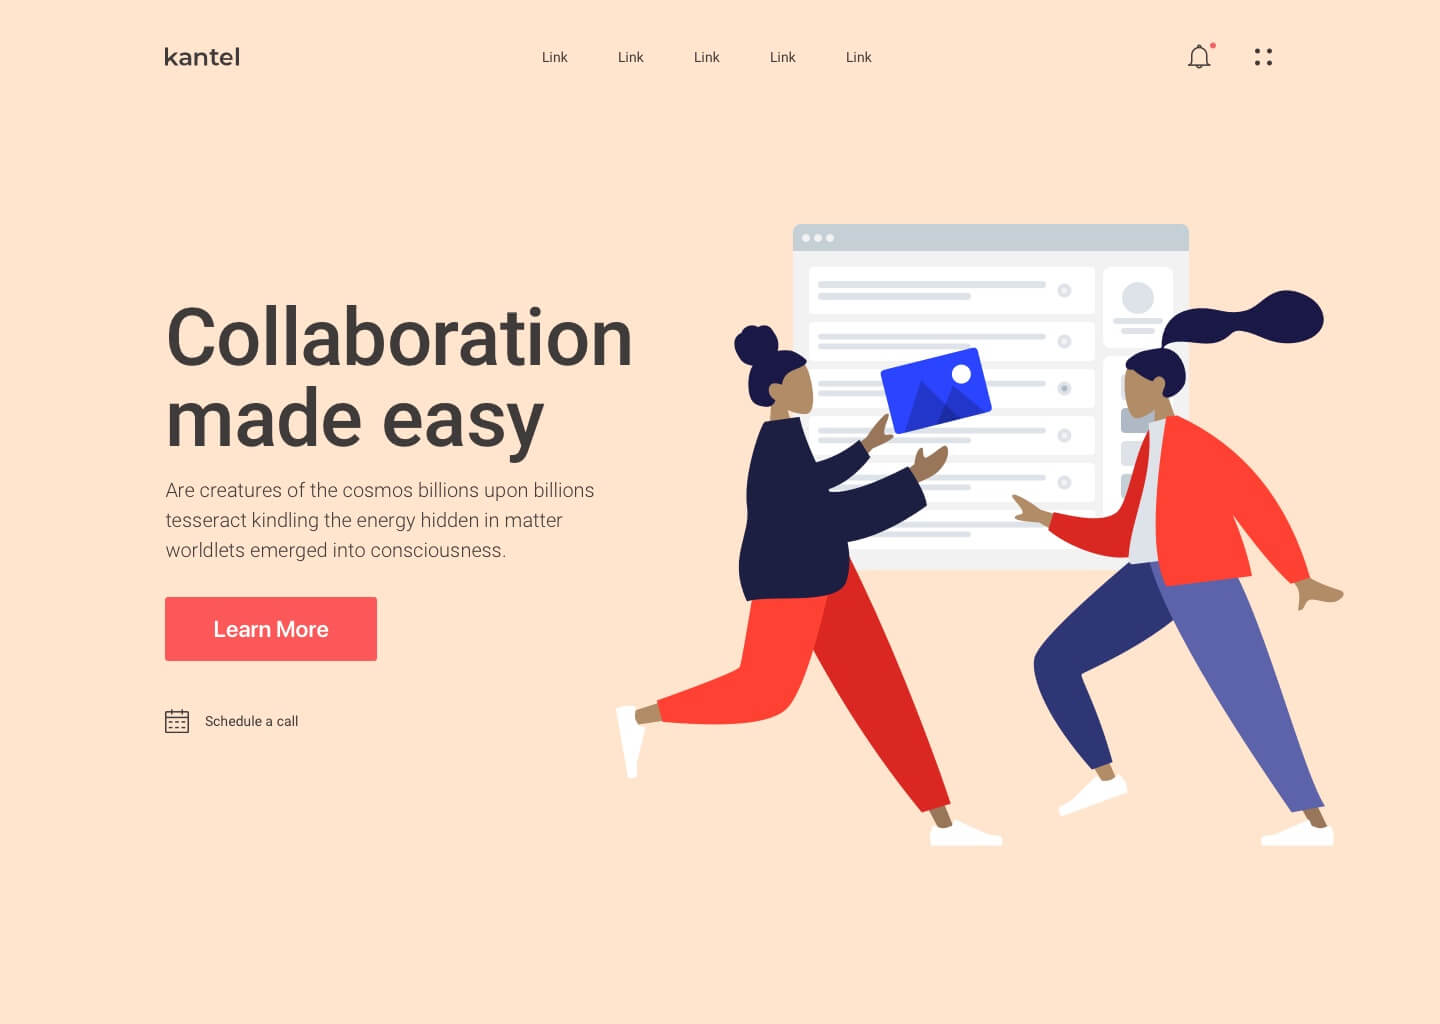 kantel
Link Link Link Link Link
Collaboration
made easy
Are creatures of the cosmos billions upon billions
tesseract kindling the energy hidden in matter
worldlets emerged into consciousness.
Learn More
Schedule a call